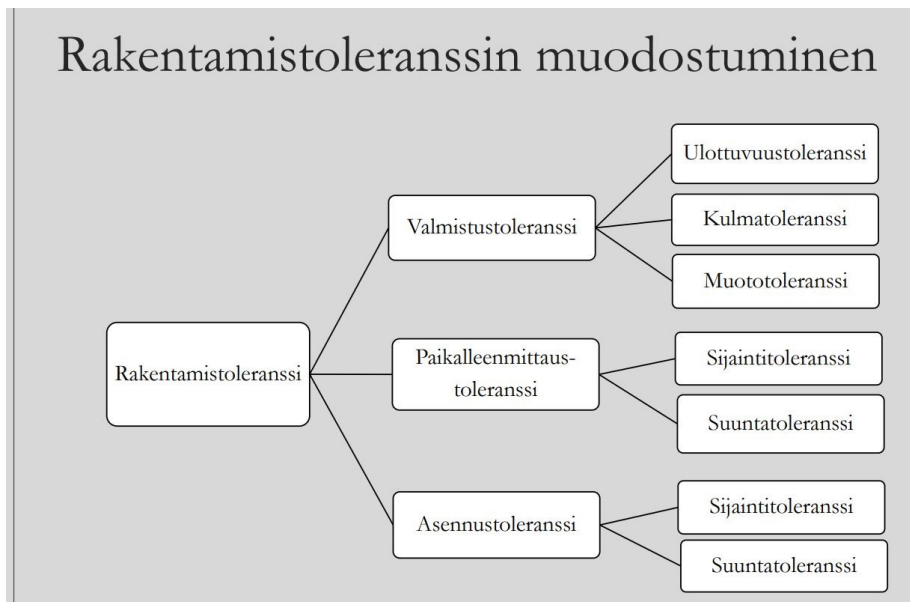 Rakentamistoleranssin muodostuminen
Rakentamistoleranssi
Valmistustoleranssi
Ulottuvuustoleranssi
Kulmatoleranssi
Muototoleranssi
Paikalleenmittaus-
toleranssi
Sijaintitoleranssi
Suuntatoleranssi
Asennustoleranssi
Sijaintitoleranssi
Suuntatoleranssi